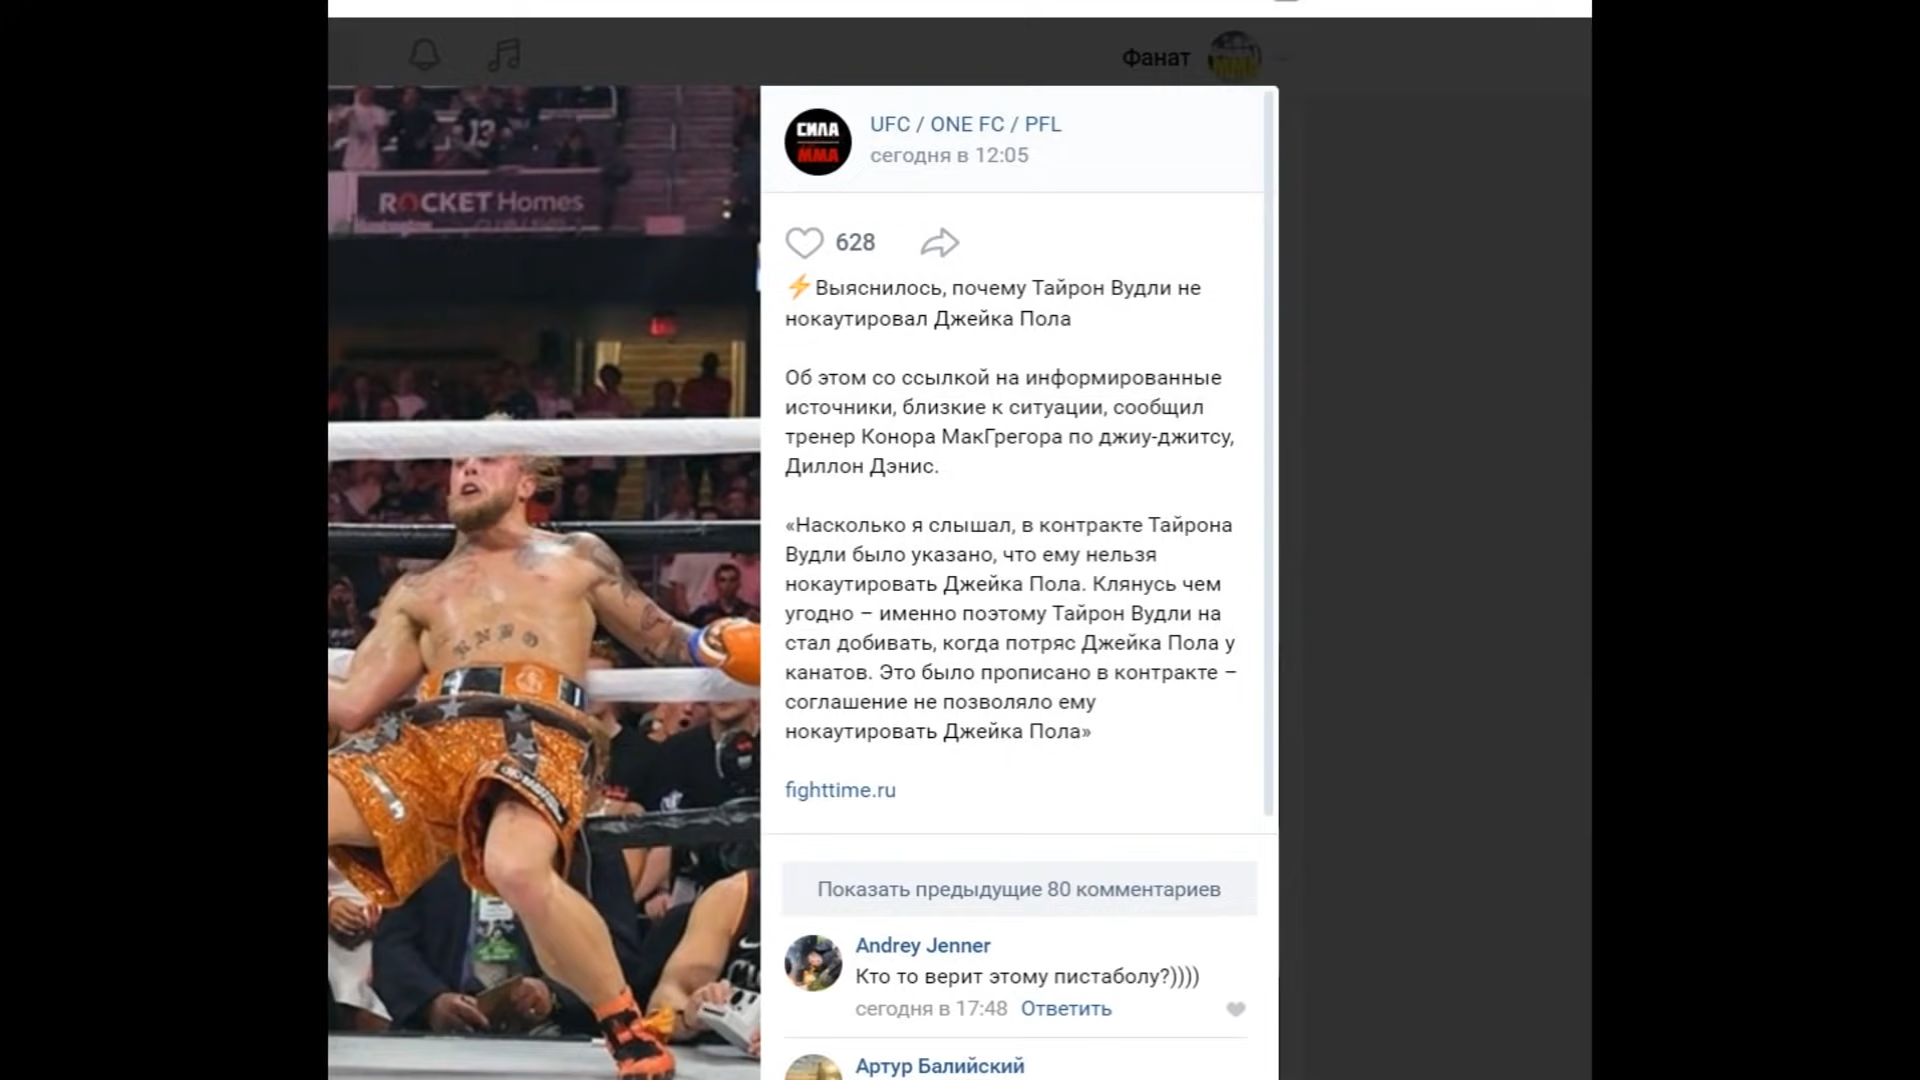 Фанат
СИЛА
MMA
UFC / ONE FC / PFL
сегодня в 12:05
13
ROCKET Homes
628
⚡Выяснилось, почему Тайрон Вудли не
нокаутировал Джейка Пола
Об этом со ссылкой на информированные
источники, близкие к ситуации, сообщил
тренер Конора МакГрегора по джиу-джитсу,
Диллон Дэнис.
«Насколько я слышал, в контракте Тайрона
Вудли было указано, что ему нельзя
нокаутировать Джейка Пола. Клянусь чем
угодно – именно поэтому Тайрон Вудли на
стал добивать, когда потряс Джейка Пола у
канатов. Это было прописано в контракте –
соглашение не позволяло ему
нокаутировать Джейка Пола»
fighttime.ru
Показать предыдущие 80 комментариев
Andrey Jenner
Кто то верит этому пистаболу?))))
сегодня в 17:48 Ответить
Артур Балийский